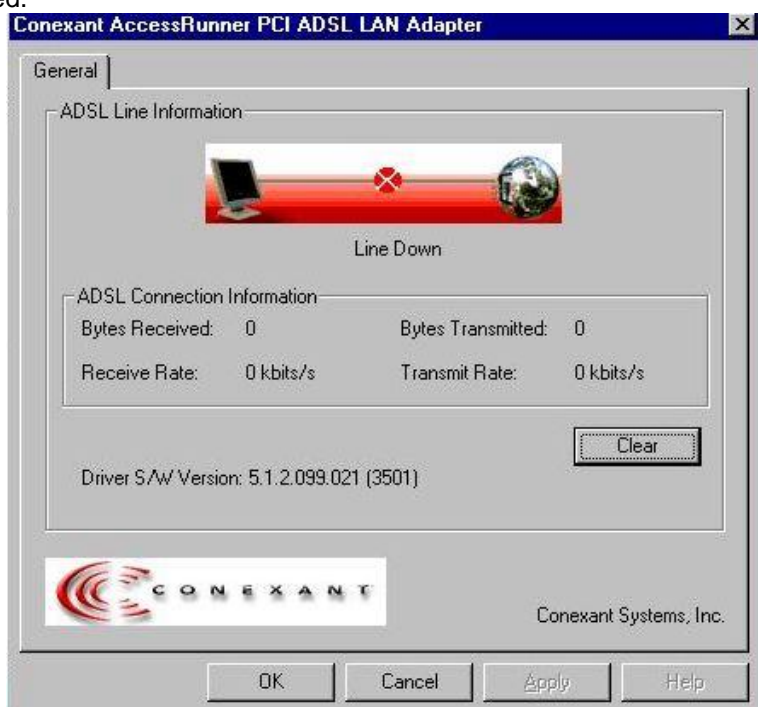 ed.
Conexant AccessRunner PCI ADSL LAN Adapter
General
ADSL Line Information
Line Down
ADSL Connection Information
Bytes Received: 0 Bytes Transmitted: 0
Receive Rate: 0 kbits/s Transmit Rate: 0 kbits/s
Clear
Driver S/W Version: 5.1.2.099.021 (3501)
CONEXANT
Conexant Systems, Inc.
OK Cancel Apply Help